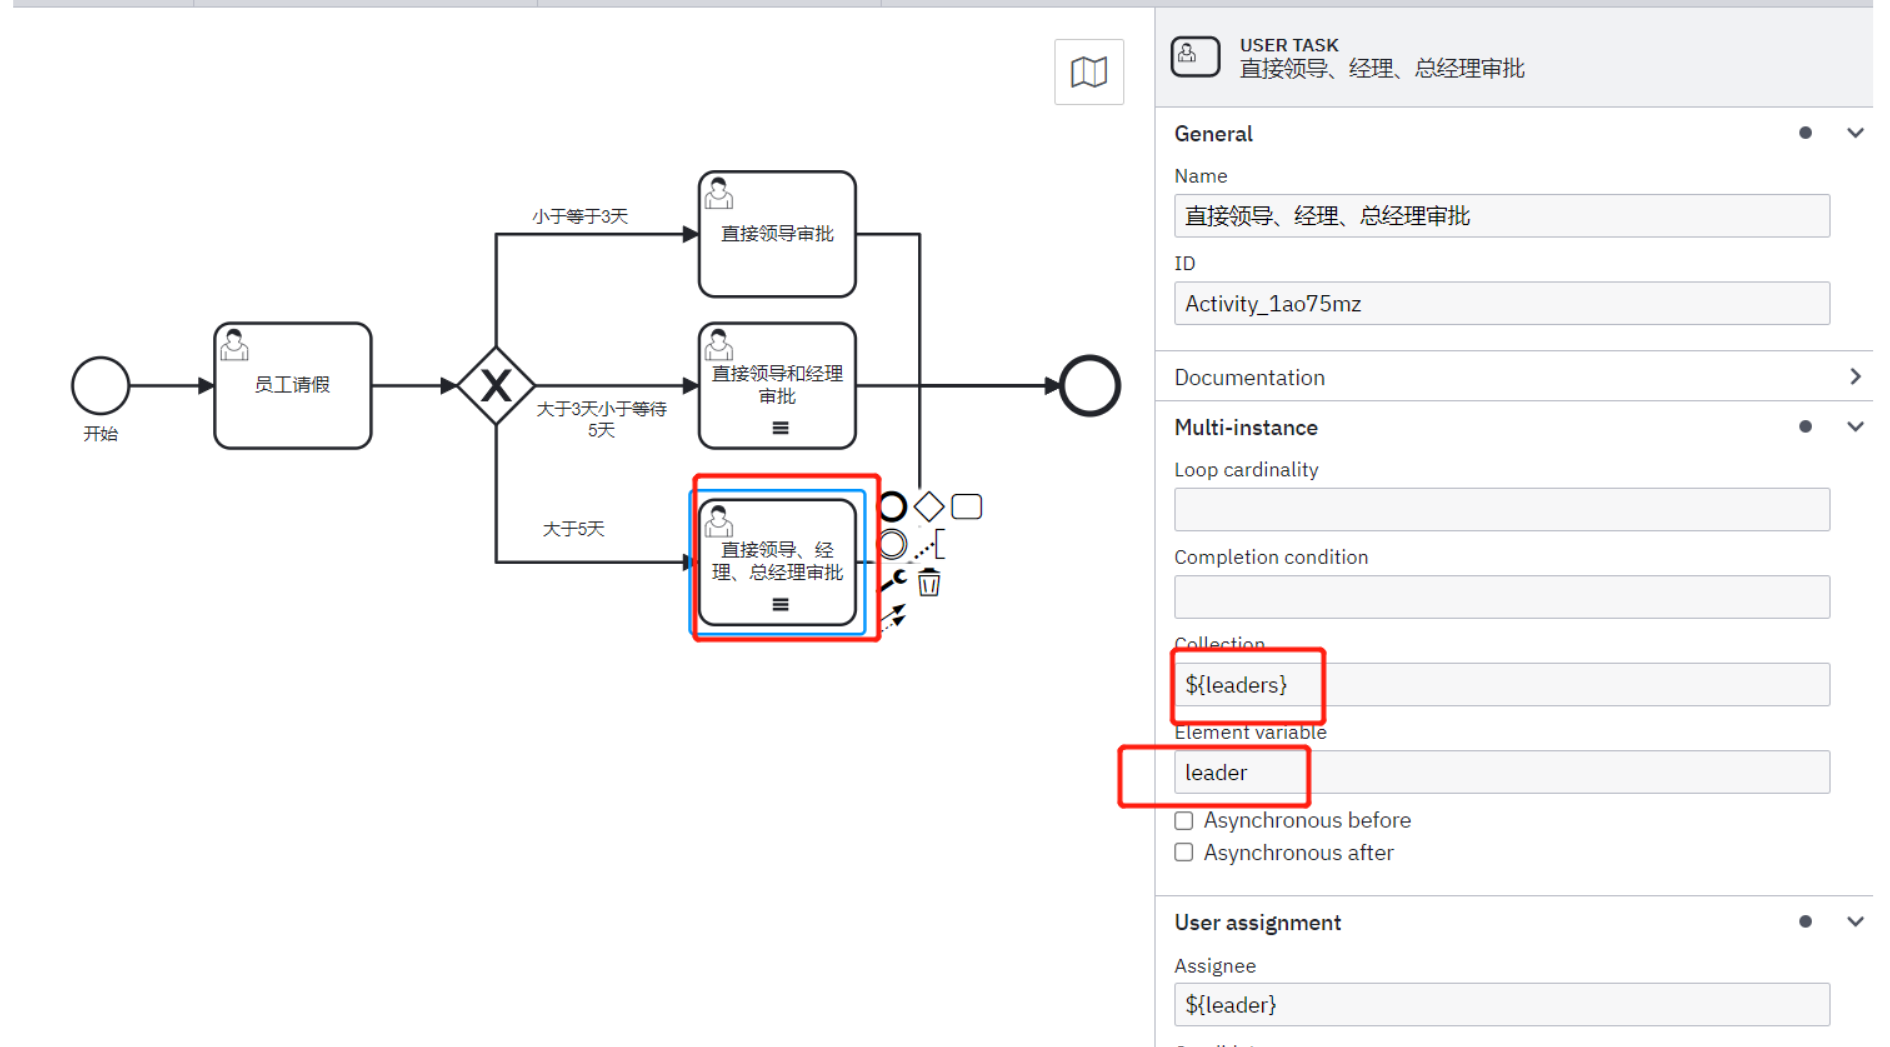 小于等于3天
直接领导审批
开始
员工请假
大于3天小于等待
5天
直接领导和经理
审批
大于5天
直接领导、经
理、总经理审批
USER TASK
直接领导、经理、总经理审批
General
Name
直接领导、经理、总经理审批
ID
Activity_1ao75mz
Documentation
Multi-instance
Loop cardinality
Completion condition
Collection
${leaders}
Element variable
leader
Asynchronous before
Asynchronous after
User assignment
Assignee
${leader}